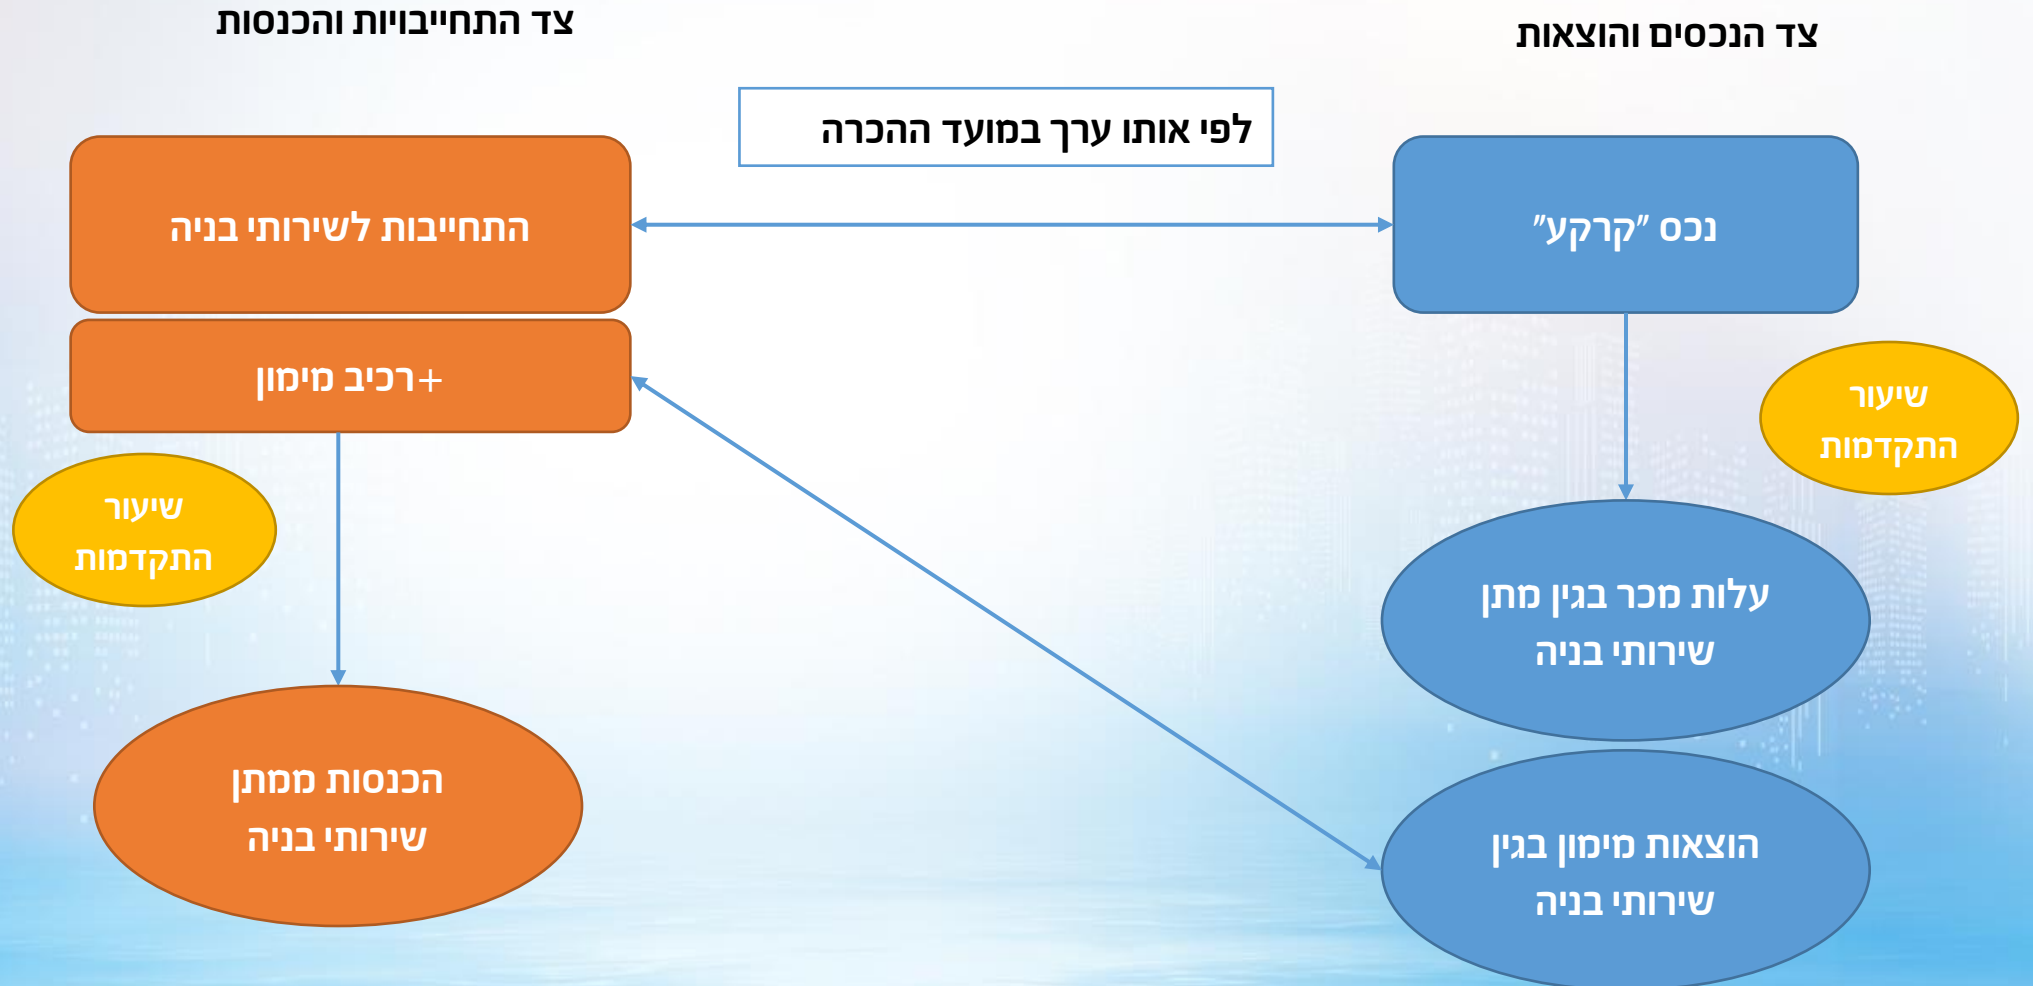 צד הנכסים והוצאות
צד התחייבויות והכנסות
לפי אותו ערך במועד ההכרה
נכס "קרקע"
התחייבות לשירותי בניה
+רכיב מימון
שיעור
התקדמות
שיעור
התקדמות
עלות מכר בגין מתן
שירותי בניה
הכנסות ממתן
שירותי בניה
הוצאות מימון בגין
שירותי בניה